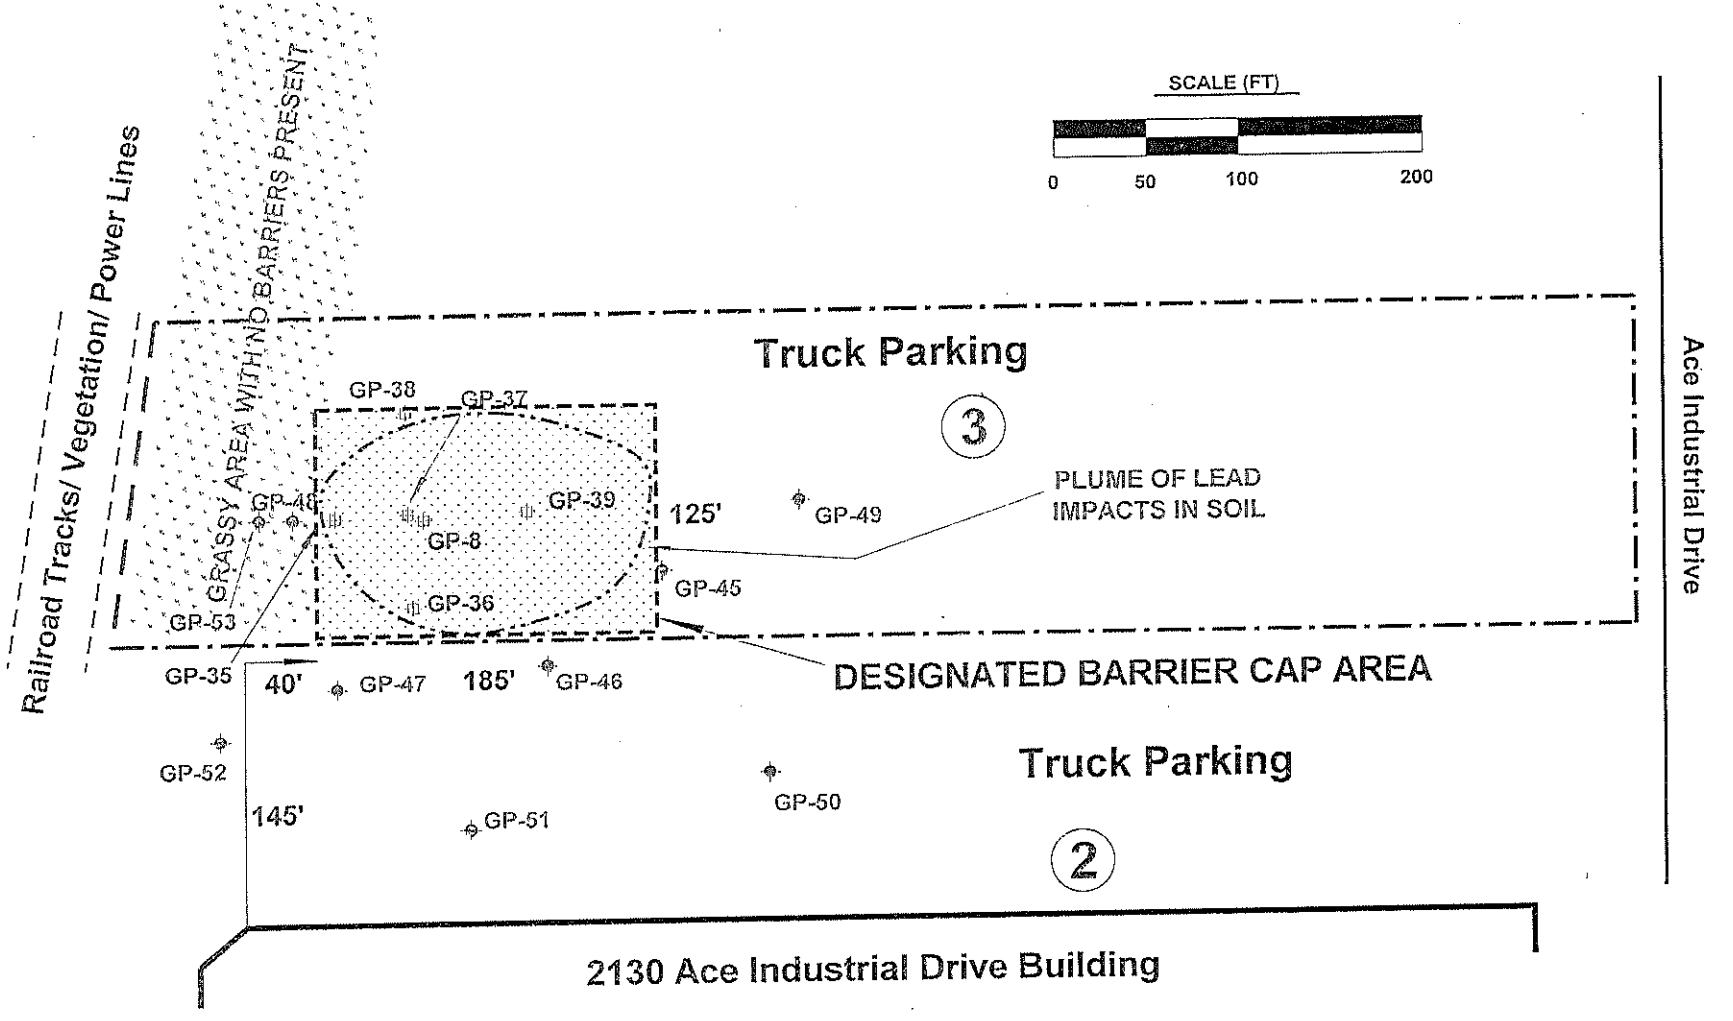 SCALE (FT)
0 50 100 200
Railroad Tracks/ Vegetation/ Power Lines
GRASSY AREA WITH NO BARRIERS PRESENT
Truck Parking
3
GP-38
GP-37
GP-48
GP-39
GP-8
125'
GP-49
PLUME OF LEAD
IMPACTS IN SOIL
GP-45
GP-36
GP-53
GP-35
40'
GP-47
185'
GP-46
DESIGNATED BARRIER CAP AREA
Ace Industrial Drive
GP-52
145'
GP-51
GP-50
Truck Parking
2
2130 Ace Industrial Drive Building